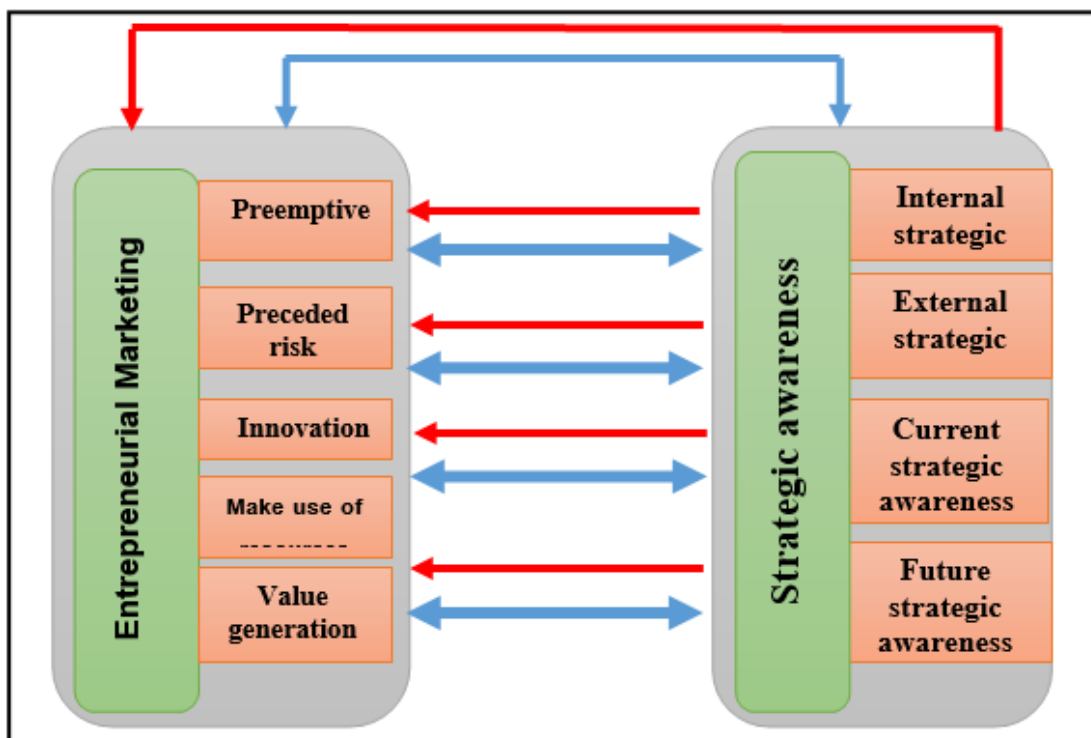 Entrepreneurial Marketing
Preemptive
Preceded
risk
Innovation
Make use of
Value
generation
Strategic awareness
Internal
strategic
External
strategic
Current
strategic
awareness
Future
strategic
awareness